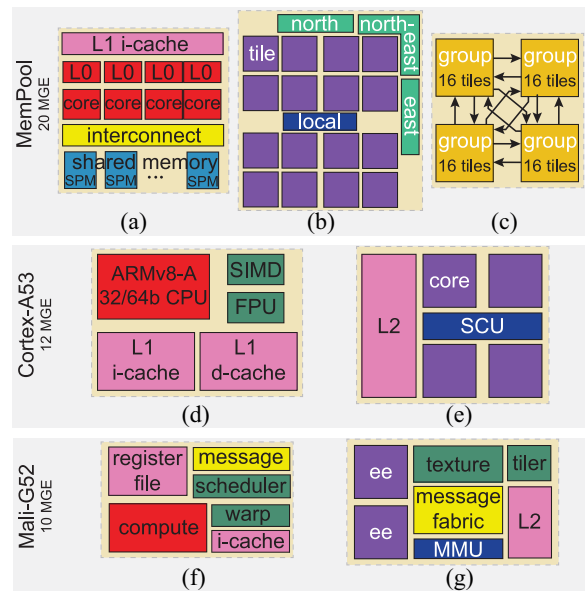 MemPool
20 MGE
L1 i-cache
L0 L0 L0 L0
core core core core
interconnect
shared memory
SPM SPM ... SPM
(a)
north north-
east
tile
east
local
(b)
group
16 tiles
group
16 tiles
group
16 tiles
group
16 tiles
(c)
Cortex-A53
12 MGE
ARMv8-A
32/64b CPU
SIMD
FPU
L1
i-cache
L1
d-cache
(d)
L2
core
SCU
(e)
Mali-G52
10 MGE
register
file
message
scheduler
compute
warp
i-cache
(f)
ee
ee
texture
tiler
message
fabric
L2
MMU
(g)